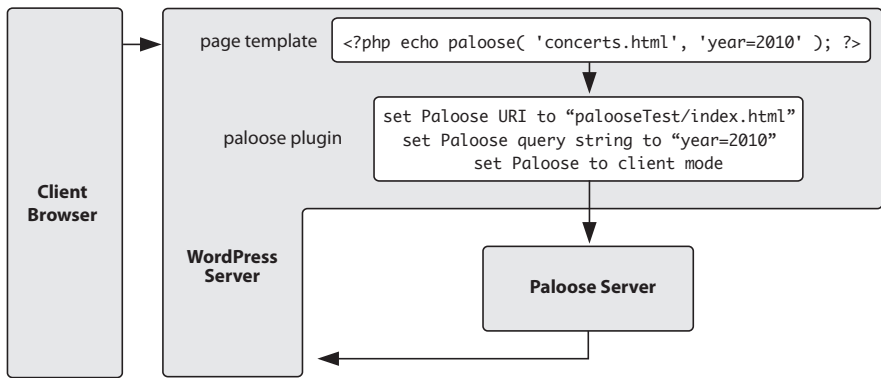 page template
<?php echo paloose( 'concerts.html', 'year=2010' ); ?>
paloose plugin
set Paloose URI to “palooseTest/index.html”
set Paloose query string to “year=2010”
set Paloose to client mode
Client
Browser
WordPress
Server
Paloose Server